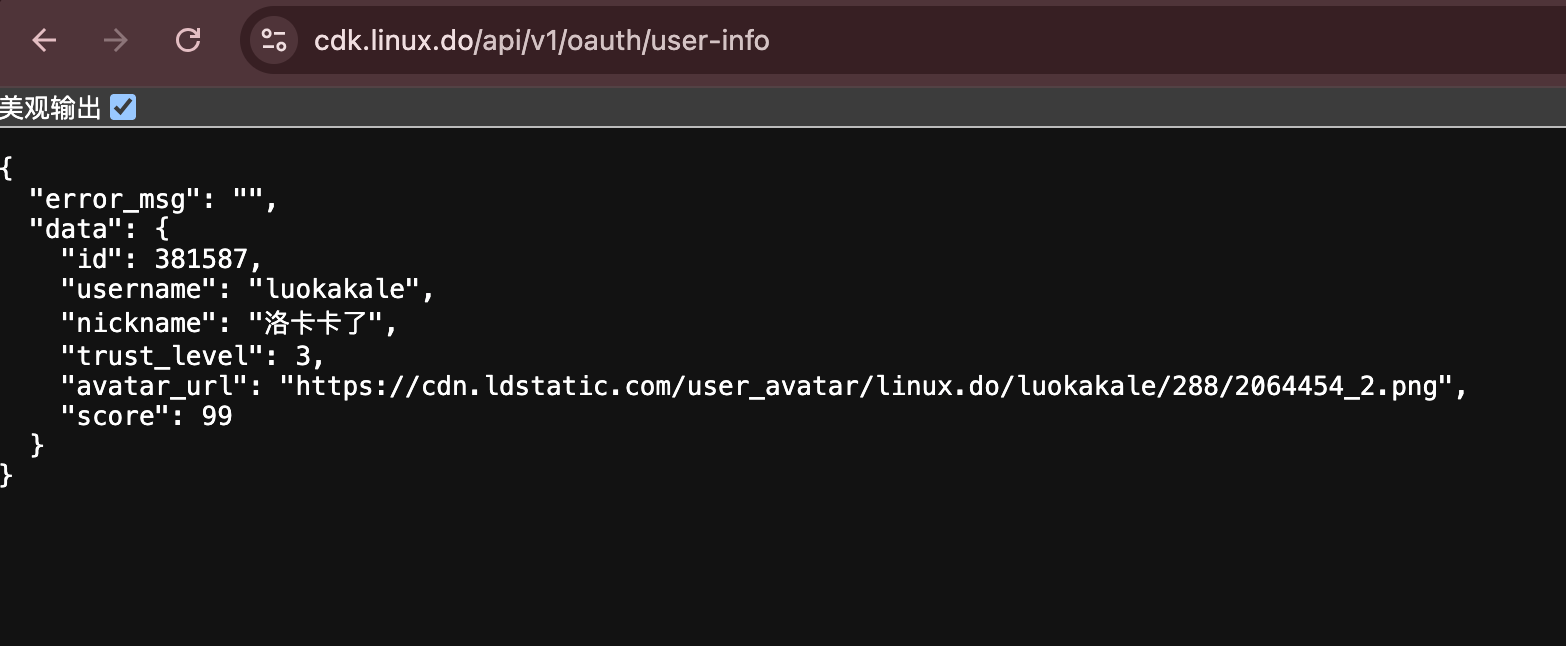 cdk.linux.do/api/v1/oauth/user-info
美观输出
{
  "error_msg": "",
  "data": {
    "id": 381587,
    "username": "luokakale",
    "nickname": "洛卡卡了",
    "trust_level": 3,
    "avatar_url": "https://cdn.ldstatic.com/user_avatar/linux.do/luokakale/288/2064454_2.png",
    "score": 99
  }
}